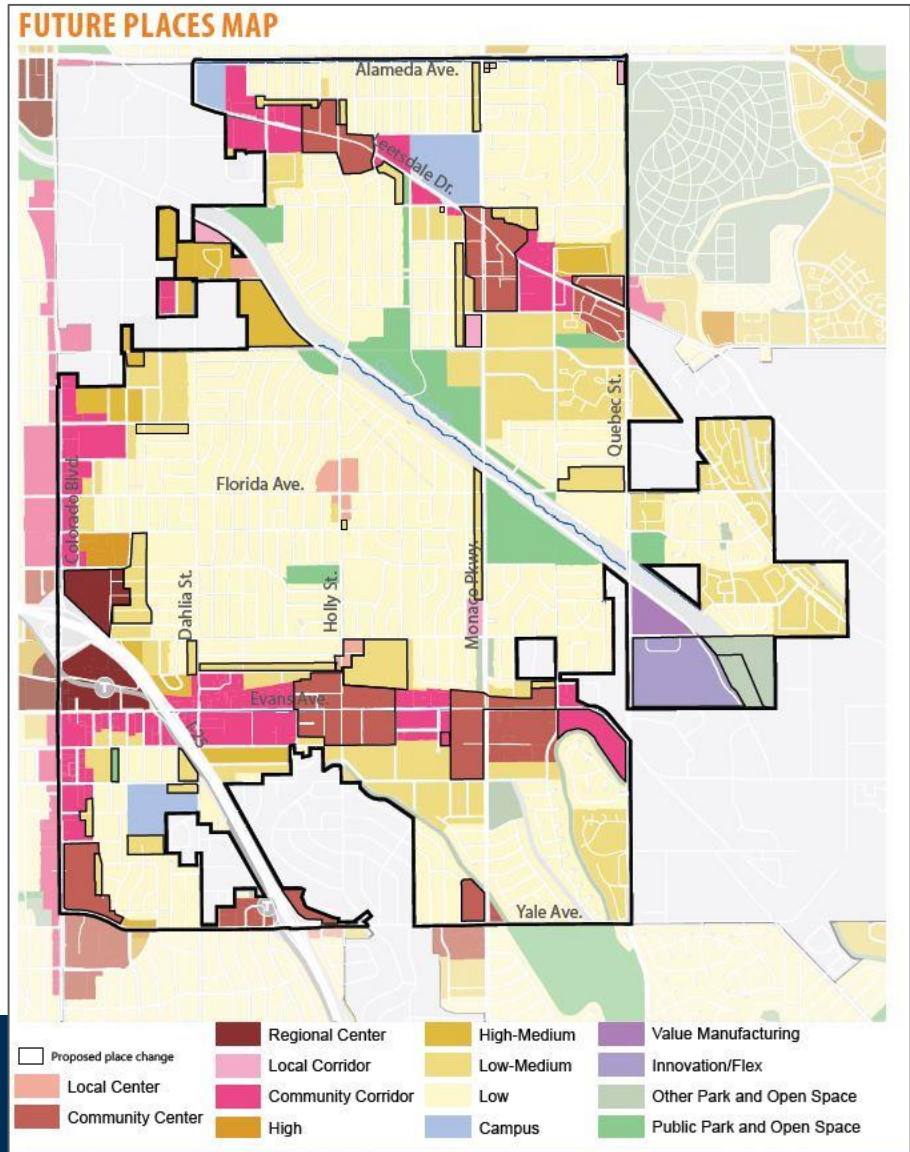 FUTURE PLACES MAP
Alameda Ave.
Leetsdale Dr.
Quebec St.
Colorado Blvd.
Florida Ave.
Dahlia St.
Holly St.
Monaco Pkwy.
Evans Ave.
T
I-25
Yale Ave.
T
Proposed place change
Local Center
Community Center
Regional Center
Local Corridor
Community Corridor
High
High-Medium
Low-Medium
Low
Campus
Value Manufacturing
Innovation/Flex
Other Park and Open Space
Public Park and Open Space